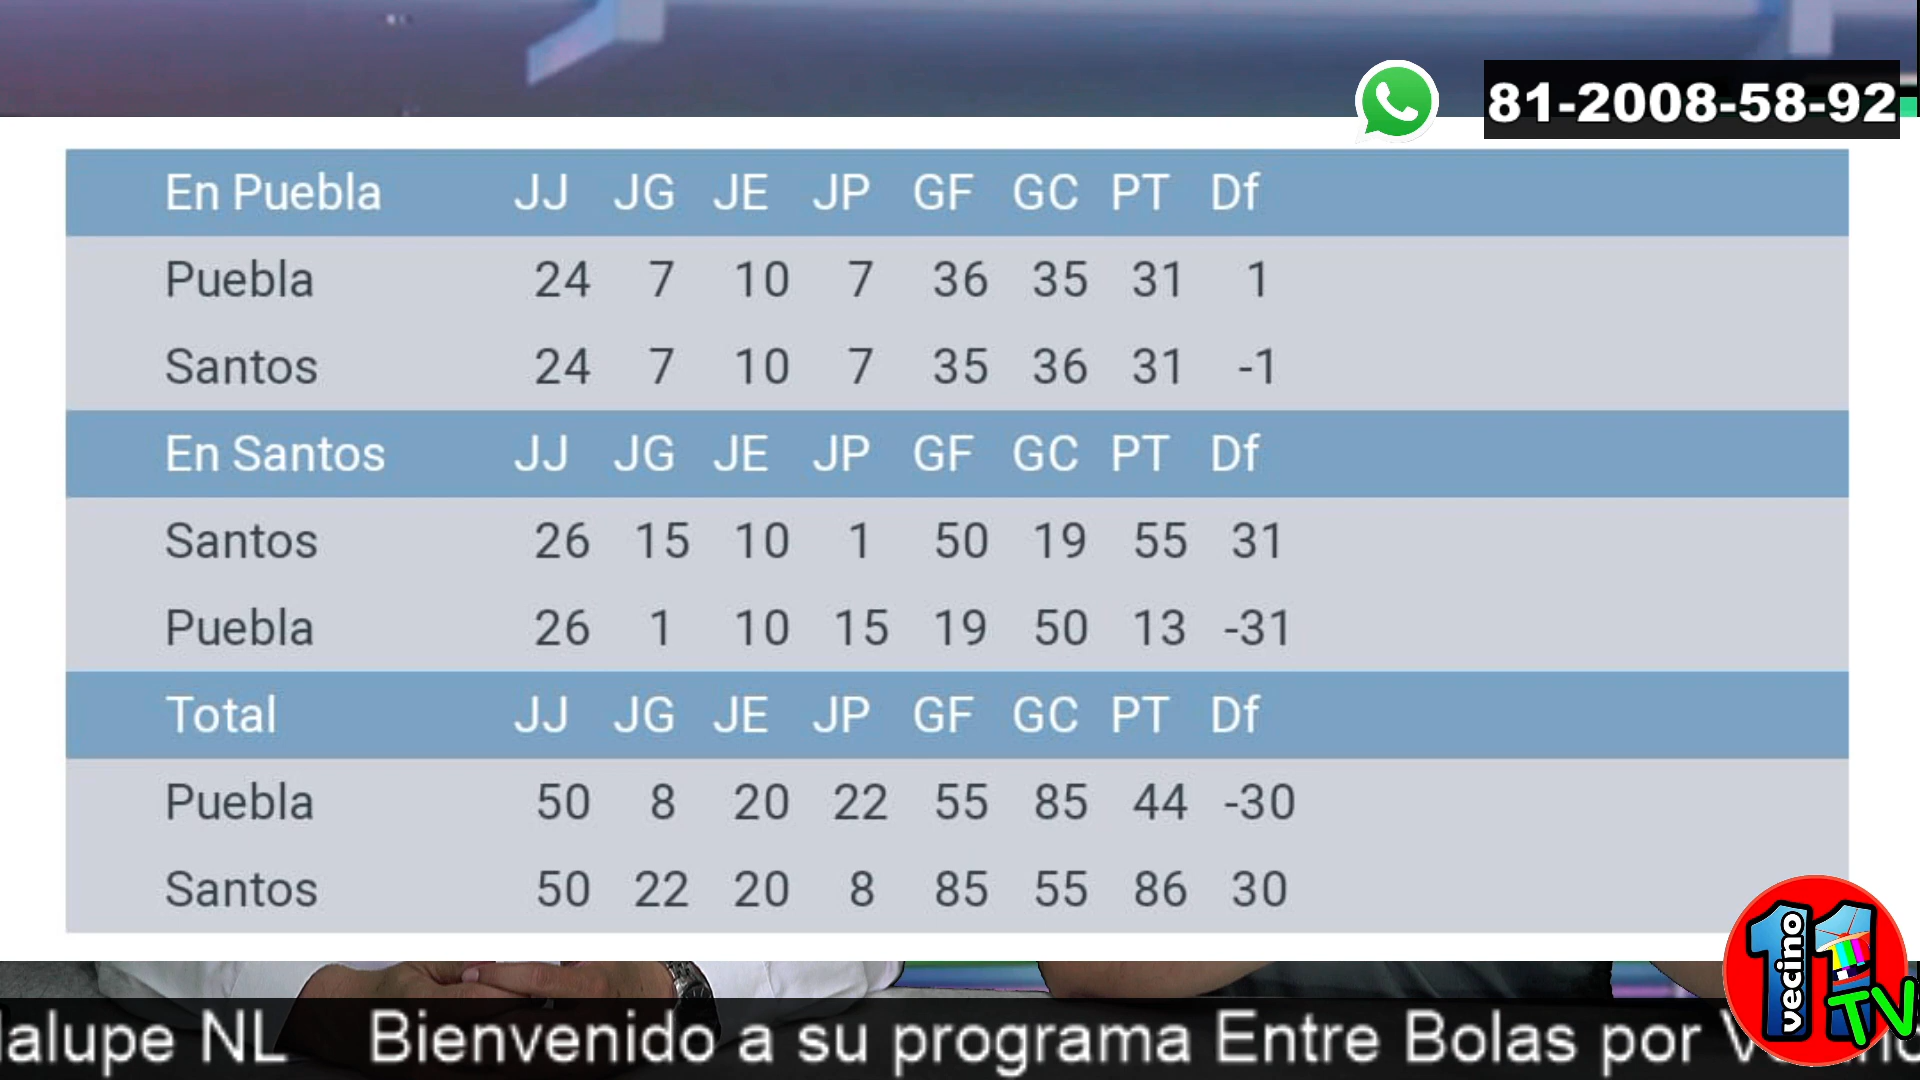 81-2008-58-92
En Puebla JJ JG JE JP GF GC PT Df
Puebla 24 7 10 7 36 35 31 1
Santos 24 7 10 7 35 36 31 -1
En Santos JJ JG JE JP GF GC PT Df
Santos 26 15 10 1 50 19 55 31
Puebla 26 1 10 15 19 50 13 -31
Total JJ JG JE JP GF GC PT Df
Puebla 50 8 20 22 55 85 44 -30
Santos 50 22 20 8 85 55 86 30
vecino 11 TV
alupe NL Bienvenido a su programa Entre Bolas por